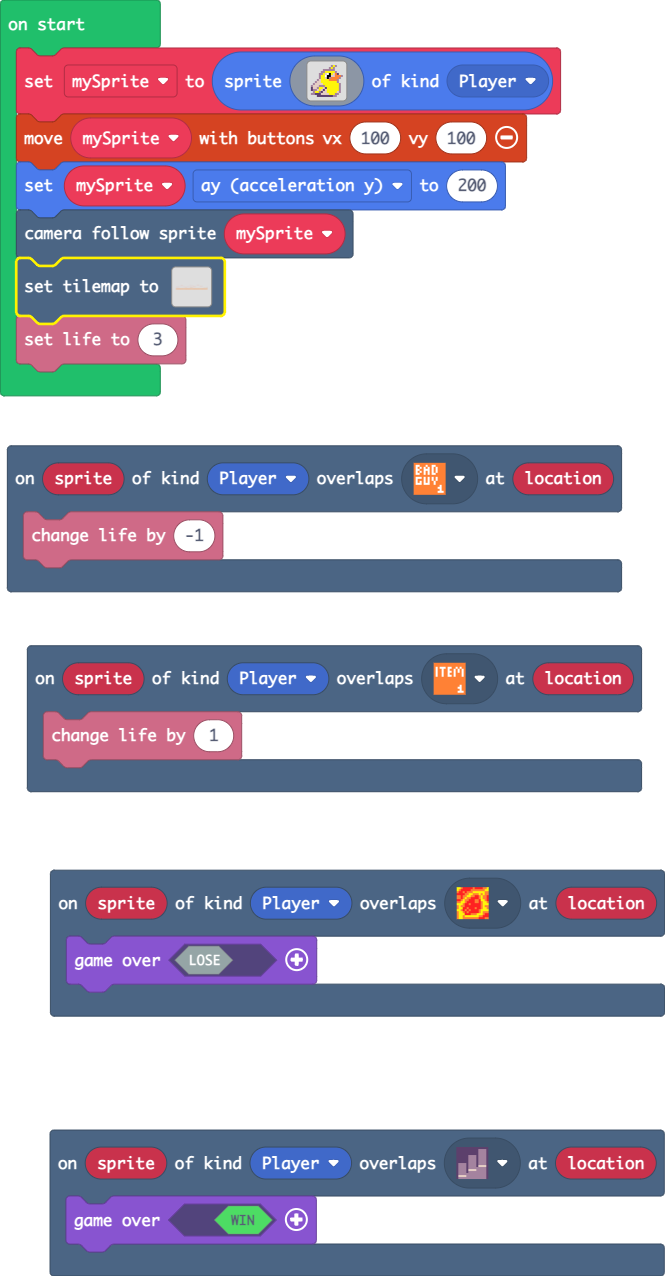 on start
set mySprite to sprite of kind Player
move mySprite with buttons vx 100 vy 100
set mySprite ay (acceleration y) to 200
camera follow sprite mySprite
set tilemap to
set life to 3
on sprite of kind Player overlaps BAD GUY 1 at location
change life by -1
on sprite of kind Player overlaps ITEM 1 at location
change life by 1
on sprite of kind Player overlaps at location
game over LOSE
on sprite of kind Player overlaps at location
game over WIN